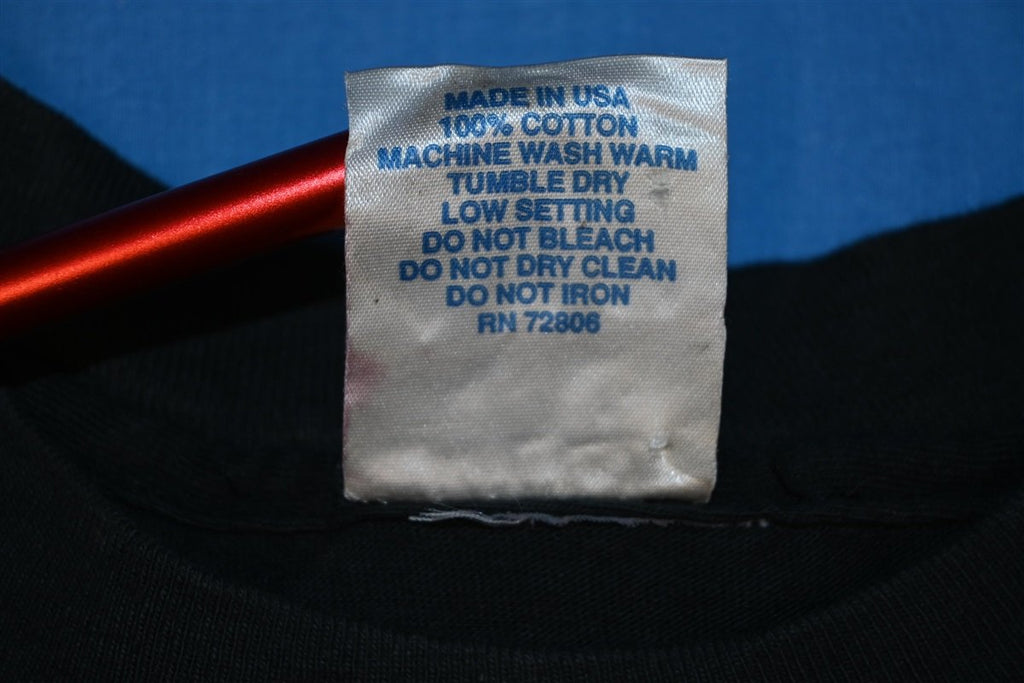 MADE IN USA
100% COTTON
MACHINE WASH WARM
TUMBLE DRY
LOW SETTING
DO NOT BLEACH
DO NOT DRY CLEAN
DO NOT IRON
RN 72806